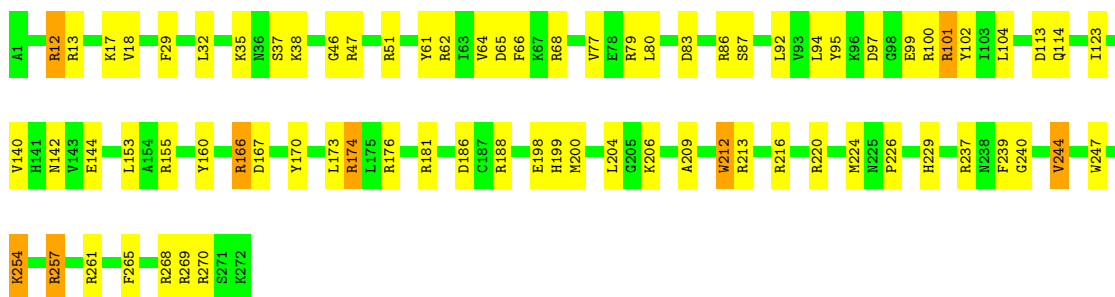 A1 R12 R13 K17 V18 F29 L32 K35 N36 S37 K38 G46 R47 R51 Y61 R62 I63 V64 D65 F66 K67 R68 V77 E78 R79 L80 D83 R86 S87 L92 V93 L94 Y95 K96 D97 G98 E99 R100 R101 Y102 I103 L104 D113 Q114 I123
V140 H141 N142 V143 E144 L153 A154 R155 Y160 R166 D167 Y170 L173 R174 L175 R176 R181 D186 C187 R188 E198 H199 M200 L204 G205 K206 A209 W212 R213 R216 R220 M224 N225 P226 H229 R237 N238 F239 G240 V244 W247
K254 R257 R261 F265 R268 R269 R270 S271 K272